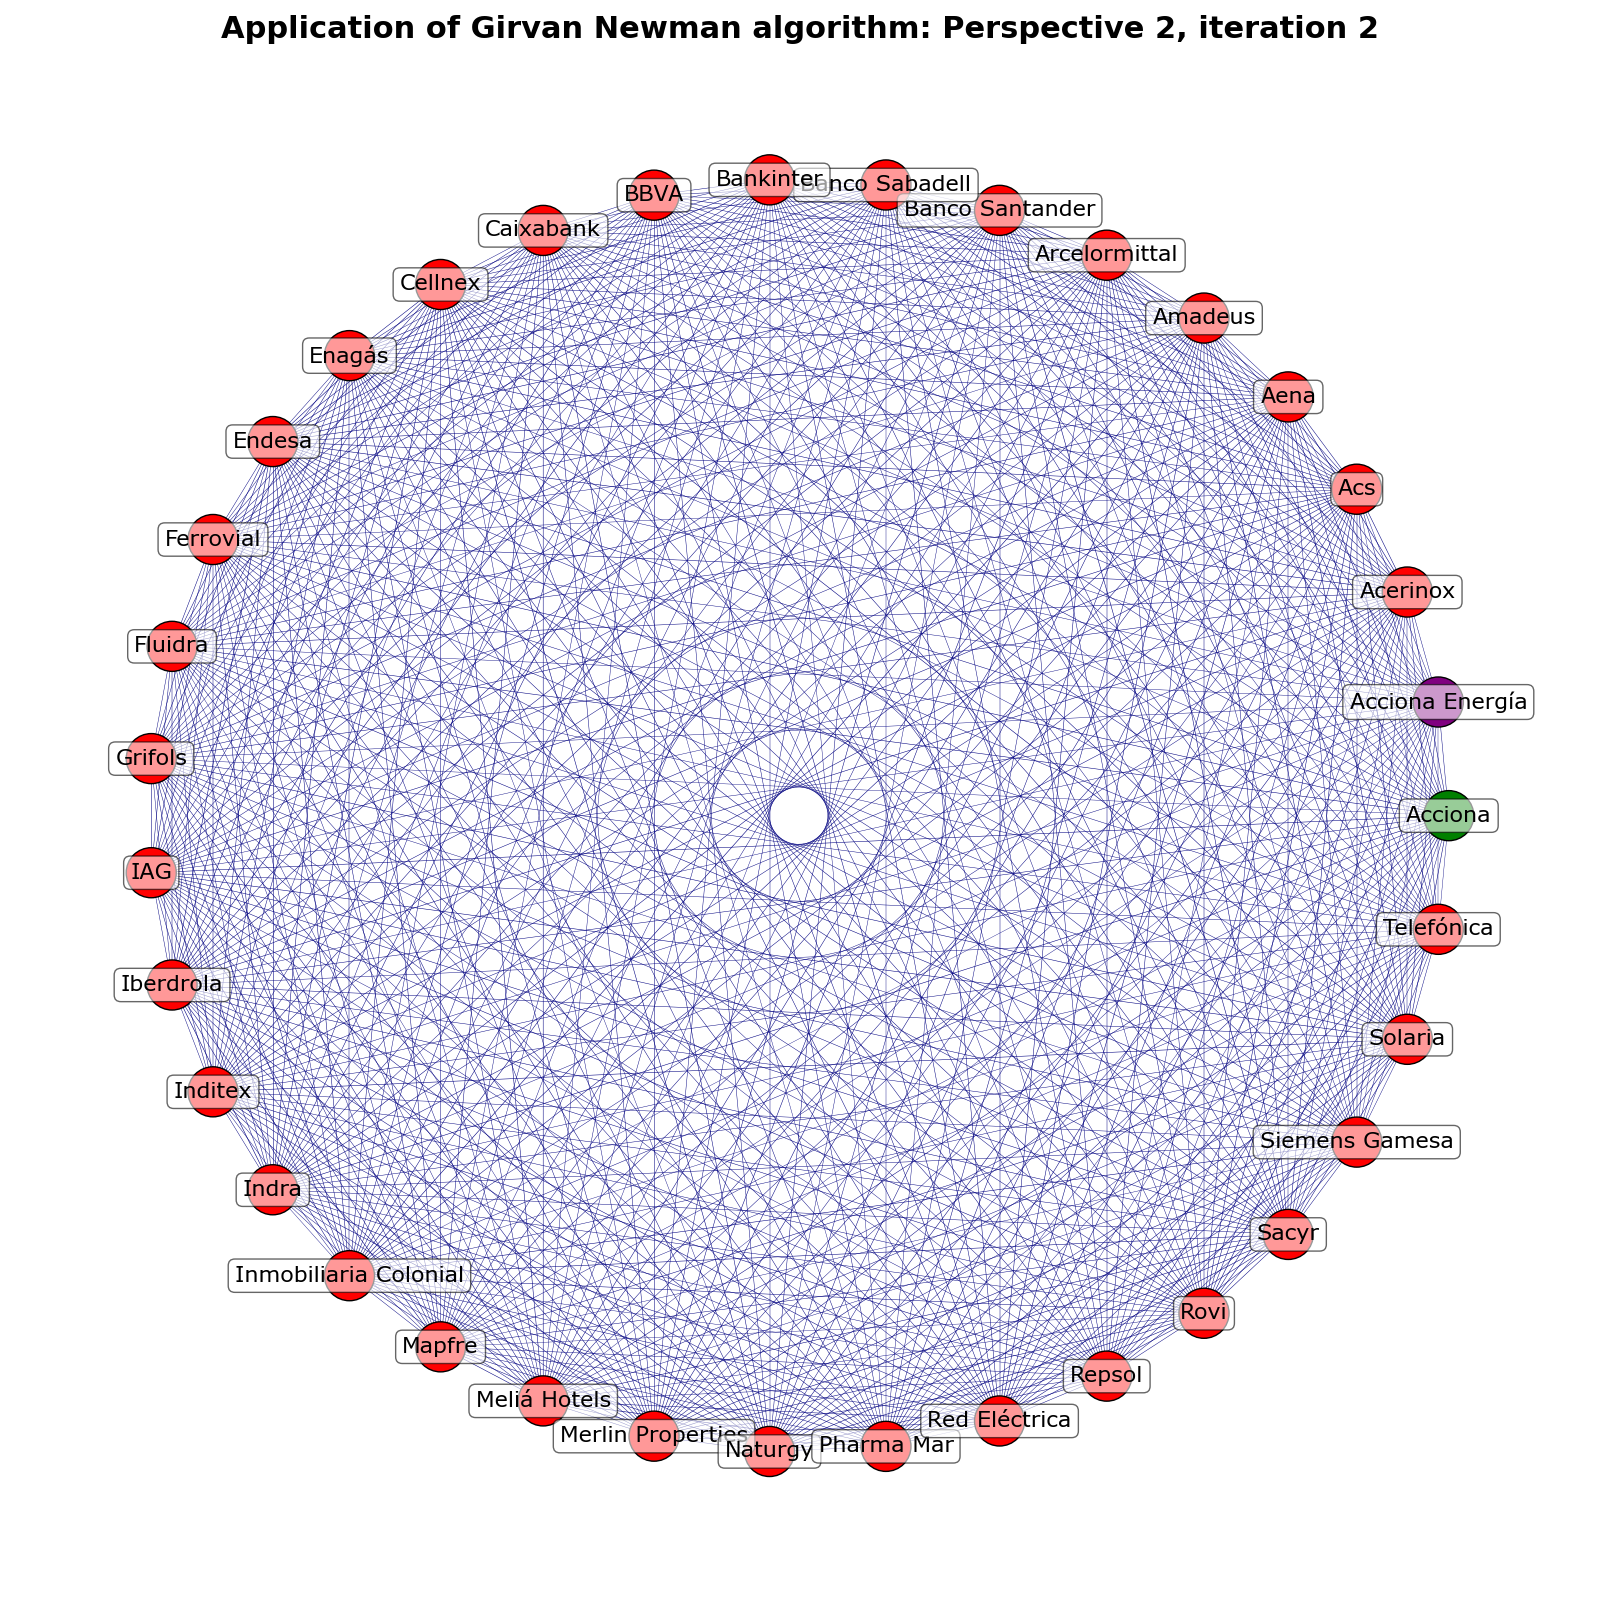 Application of Girvan Newman algorithm: Perspective 2, iteration 2
Bankinter
Banco Sabadell
BBVA
Banco Santander
Caixabank
Arcelormittal
Cellnex
Amadeus
Enagás
Aena
Endesa
Acs
Ferrovial
Acerinox
Fluidra
Acciona Energía
Grifols
Acciona
IAG
Telefónica
Iberdrola
Solaria
Inditex
Siemens Gamesa
Indra
Sacyr
Inmobiliaria Colonial
Rovi
Mapfre
Repsol
Meliá Hotels
Red Eléctrica
Merlin Properties
Naturgy
Pharma Mar